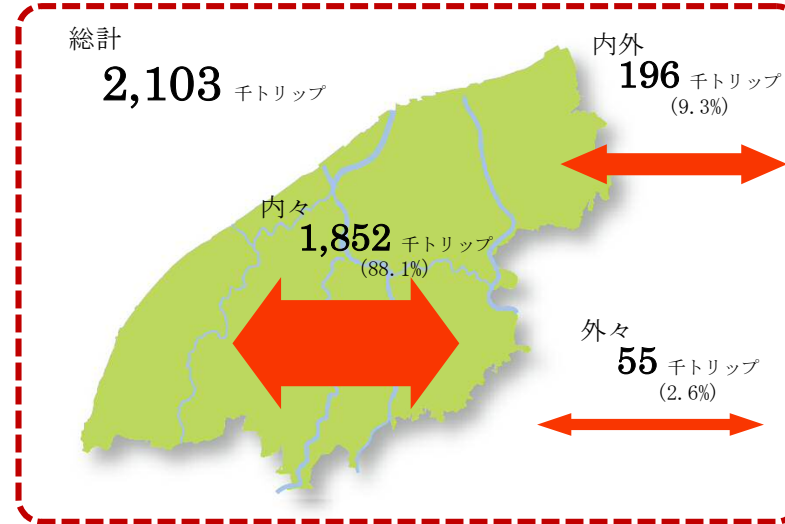 総計
2,103 千トリップ
内外
196 千トリップ
(9.3%)
内々
1,852 千トリップ
(88.1%)
外々
55 千トリップ
(2.6%)